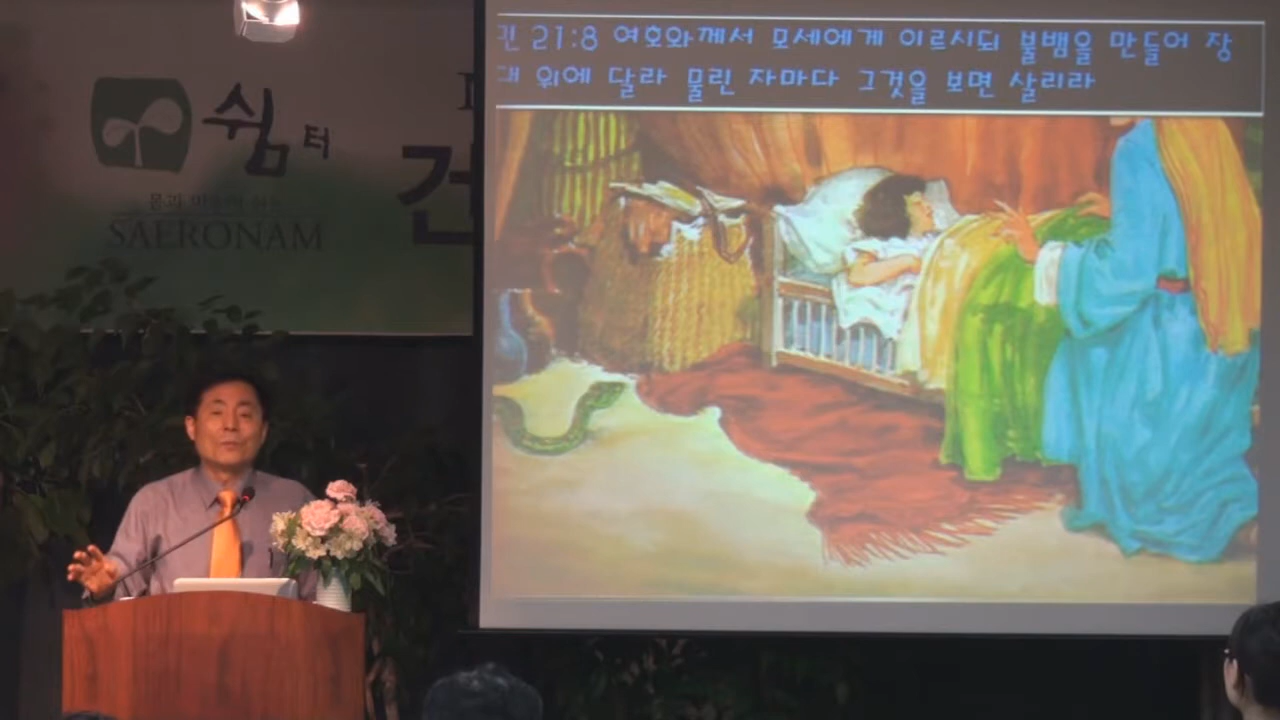 민 21:8 여호와께서 모세에게 이르시되 불뱀을 만들어 장
대 위에 달라 물린 자마다 그것을 보면 살리라
쉼터
SAERONAM